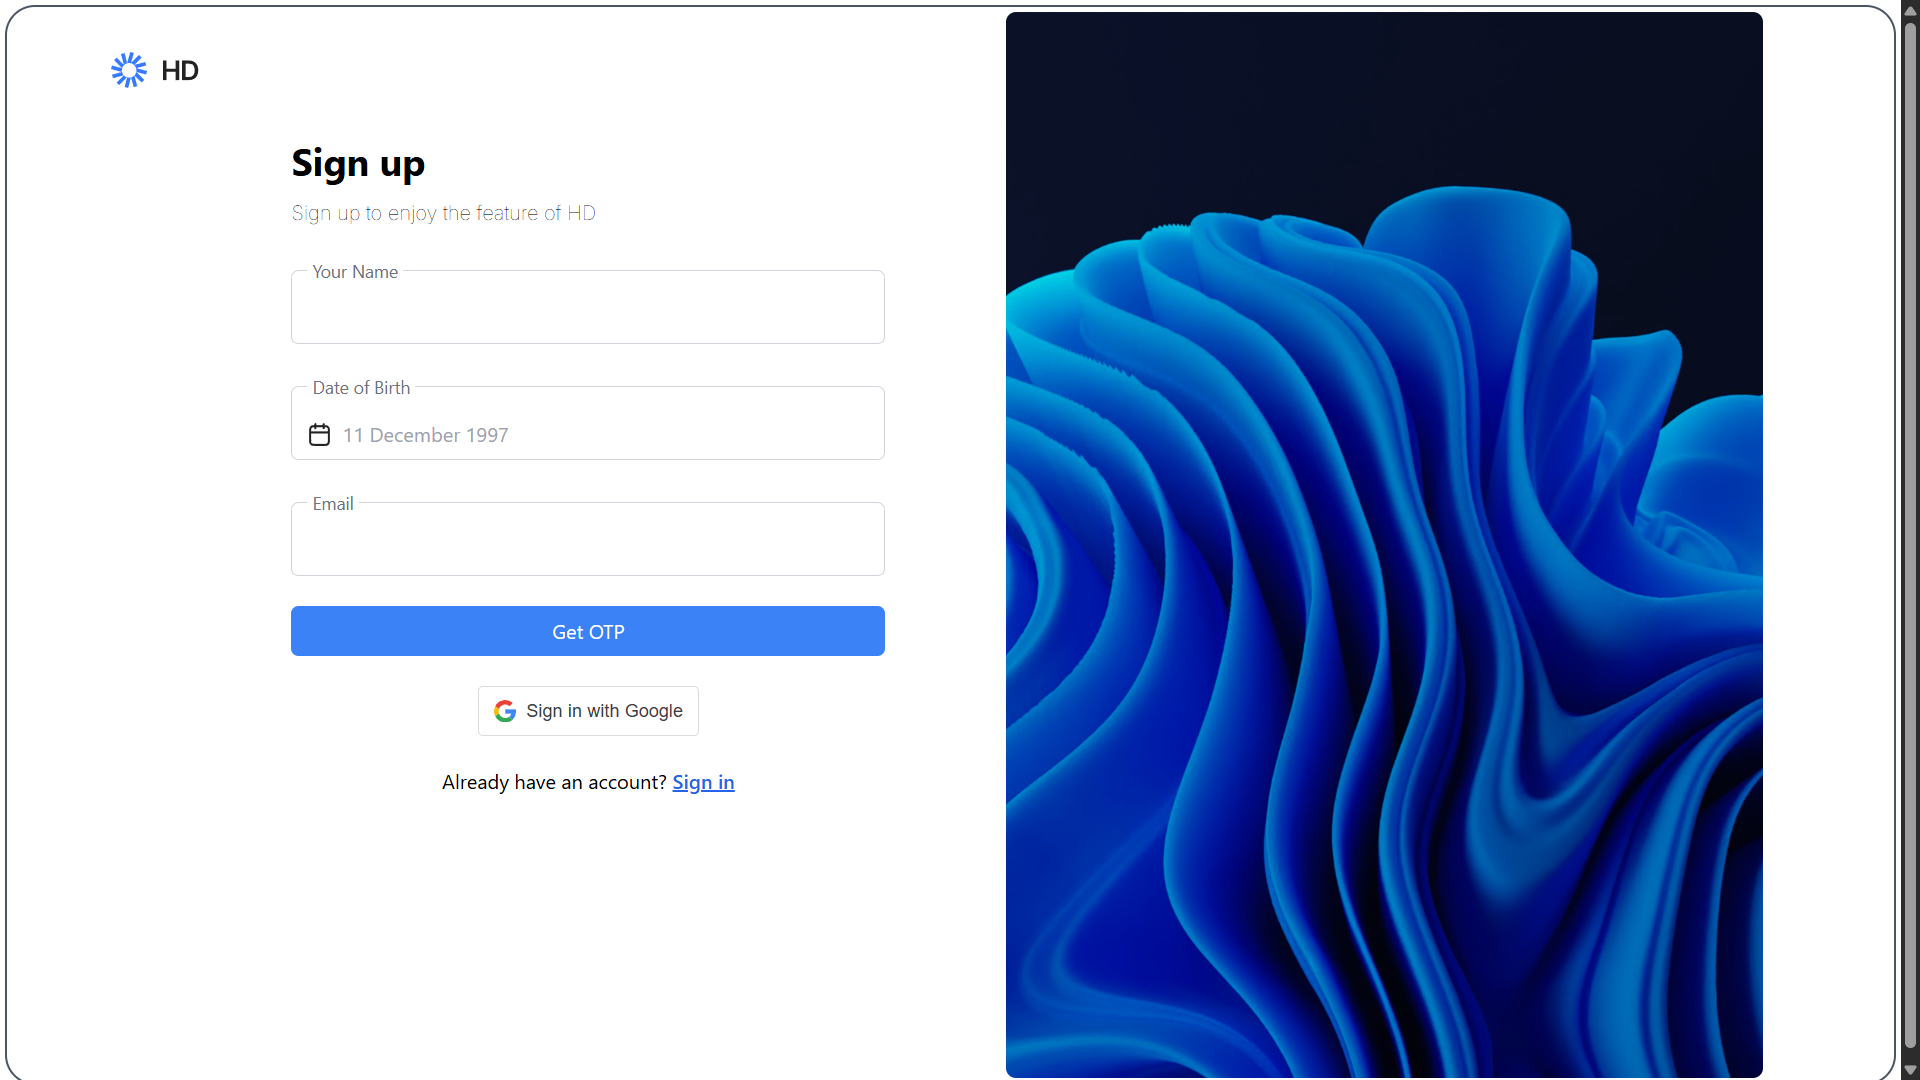 HD
Sign up
Sign up to enjoy the feature of HD
Your Name
Date of Birth
11 December 1997
Email
Get OTP
Sign in with Google
Already have an account? Sign in